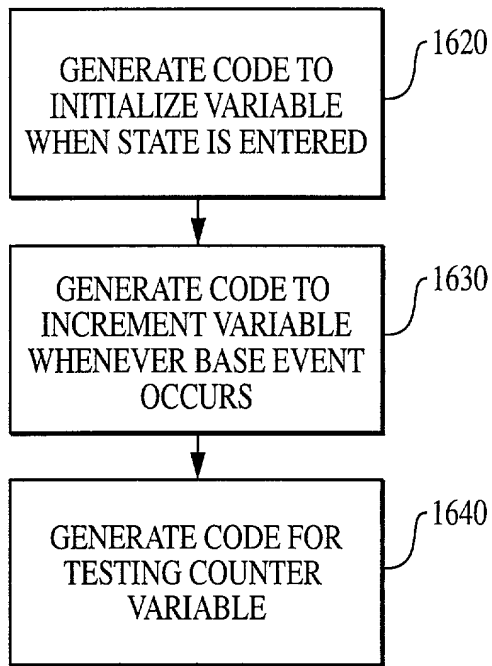 GENERATE CODE TO
INITIALIZE VARIABLE
WHEN STATE IS ENTERED
1620
GENERATE CODE TO
INCREMENT VARIABLE
WHENEVER BASE EVENT
OCCURS
1630
GENERATE CODE FOR
TESTING COUNTER
VARIABLE
1640